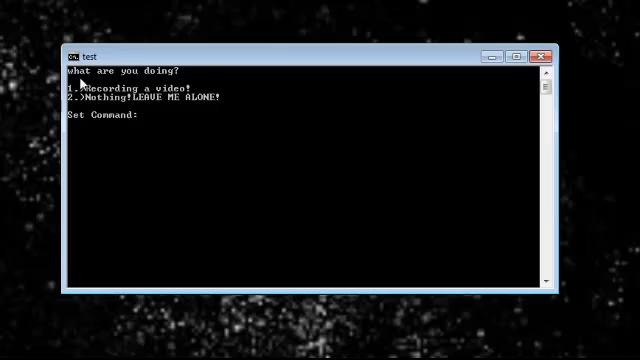 test
what are you doing?
1.)Recording a video!
2.)Nothing!LEAVE ME ALONE!
Set Command: